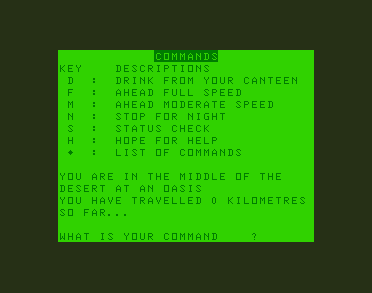 COMMANDS
KEY DESCRIPTIONS
D : DRINK FROM YOUR CANTEEN
F : AHEAD FULL SPEED
M : AHEAD MODERATE SPEED
N : STOP FOR NIGHT
S : STATUS CHECK
H : HOPE FOR HELP
♦ : LIST OF COMMANDS
YOU ARE IN THE MIDDLE OF THE
DESERT AT AN OASIS
YOU HAVE TRAVELLED 0 KILOMETRES
SO FAR...
WHAT IS YOUR COMMAND ?